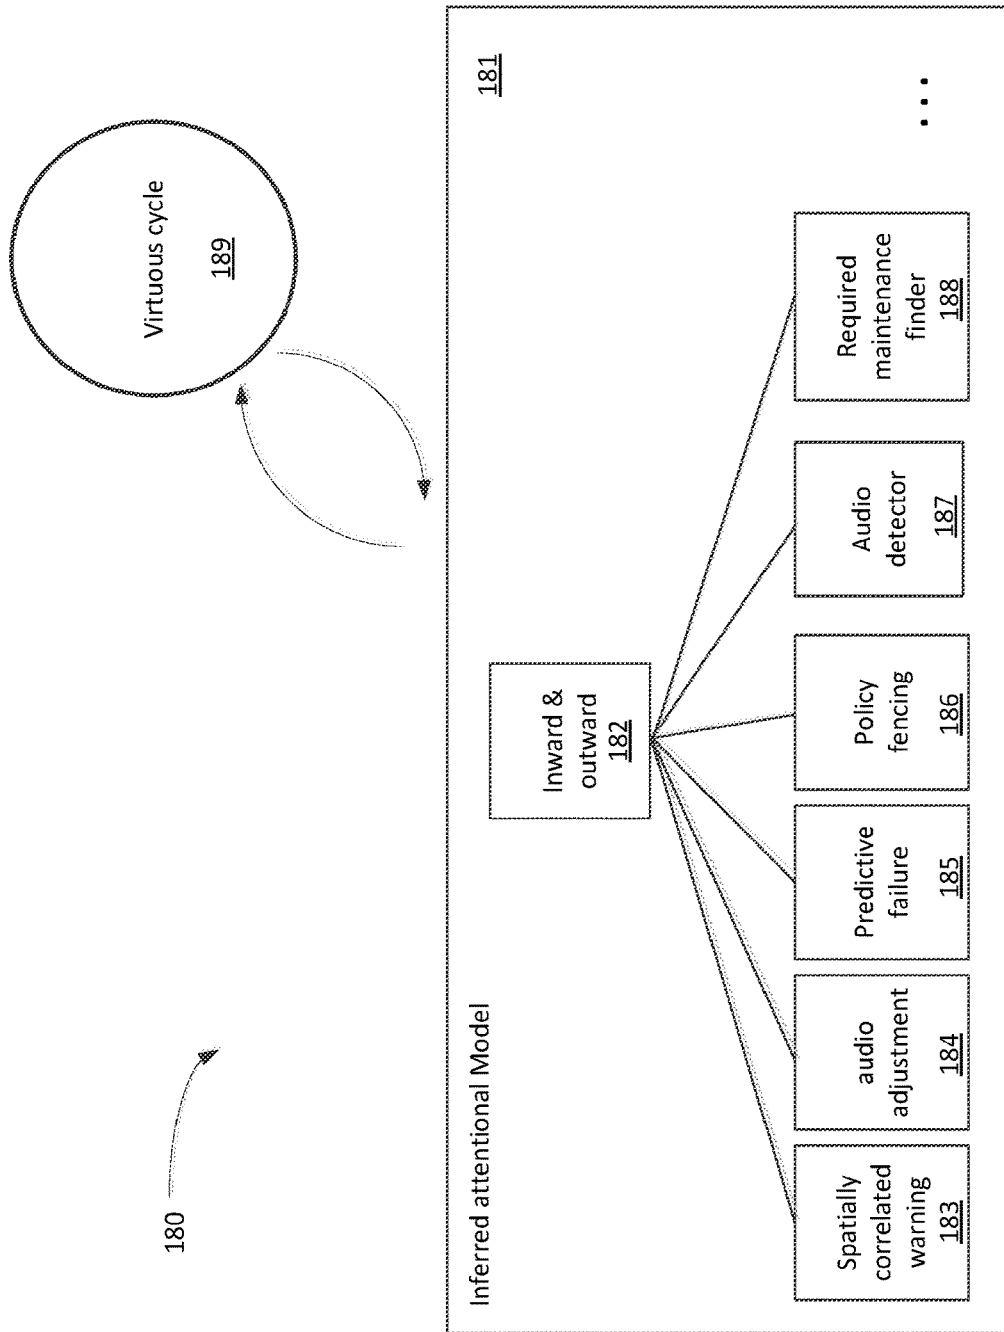 180
Virtuous cycle
189
Inferred attentional Model
181
Inward &
outward
182
Spatially
correlated
warning
183
audio
adjustment
184
Predictive
failure
185
Policy
fencing
186
Audio
detector
187
Required
maintenance
finder
188
...